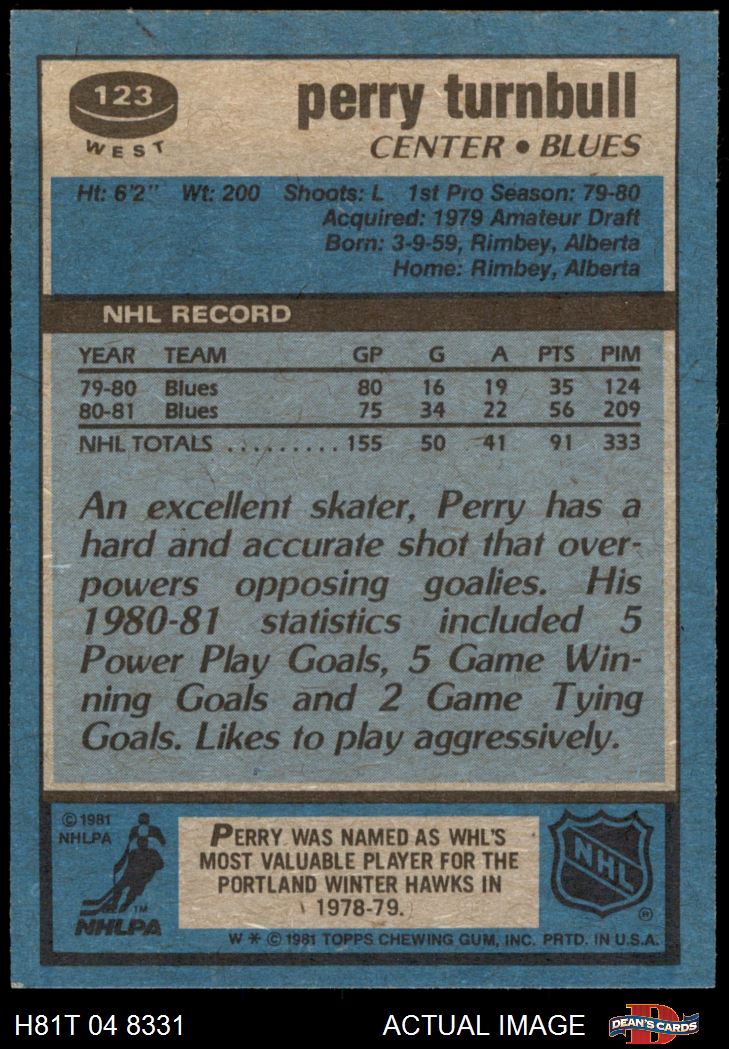 123
WEST
perry turnbull
CENTER • BLUES
Ht: 6'2" Wt: 200 Shoots: L 1st Pro Season: 79-80
Acquired: 1979 Amateur Draft
Born: 3-9-59, Rimbey, Alberta
Home: Rimbey, Alberta
NHL RECORD
YEAR TEAM GP G A PTS PIM
79-80 Blues 80 16 19 35 124
80-81 Blues 75 34 22 56 209
NHL TOTALS ......... 155 50 41 91 333
An excellent skater, Perry has a
hard and accurate shot that over-
powers opposing goalies. His
1980-81 statistics included 5
Power Play Goals, 5 Game Win-
ning Goals and 2 Game Tying
Goals. Likes to play aggressively.
© 1981
NHLPA
TM
NHLPA
PERRY WAS NAMED AS WHL'S
MOST VALUABLE PLAYER FOR THE
PORTLAND WINTER HAWKS IN
1978-79.
NHL
®
W * © 1981 TOPPS CHEWING GUM, INC. PRTD. IN U.S.A.
H81T 04 8331
ACTUAL IMAGE
D
DEAN'S CARDS